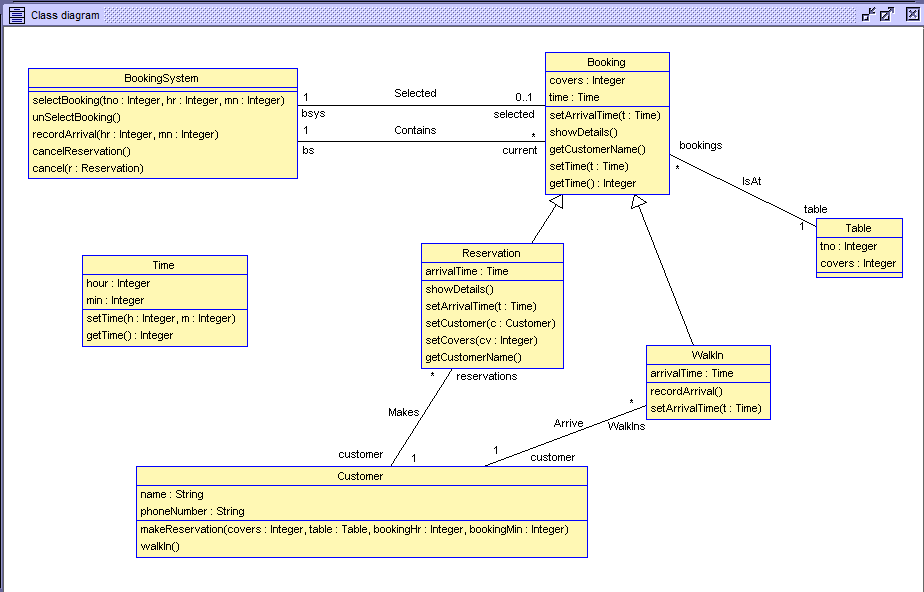 Class diagram
BookingSystem
selectBooking(tno : Integer, hr : Integer, mn : Integer)
unSelectBooking()
recordArrival(hr : Integer, mn : Integer)
cancelReservation()
cancel(r : Reservation)
1
Selected
0..1
bsys
selected
1
Contains
*
bs
current
Booking
covers : Integer
time : Time
setArrivalTime(t : Time)
showDetails()
getCustomerName()
setTime(t : Time)
getTime() : Integer
bookings
*
IsAt
table
1
Table
tno : Integer
covers : Integer
Time
hour : Integer
min : Integer
setTime(h : Integer, m : Integer)
getTime() : Integer
Reservation
arrivalTime : Time
showDetails()
setArrivalTime(t : Time)
setCustomer(c : Customer)
setCovers(cv : Integer)
getCustomerName()
* reservations
WalkIn
arrivalTime : Time
recordArrival()
setArrivalTime(t : Time)
*
Makes
Arrive
WalkIns
customer
1
1
customer
Customer
name : String
phoneNumber : String
makeReservation(covers : Integer, table : Table, bookingHr : Integer, bookingMin : Integer)
walkIn()